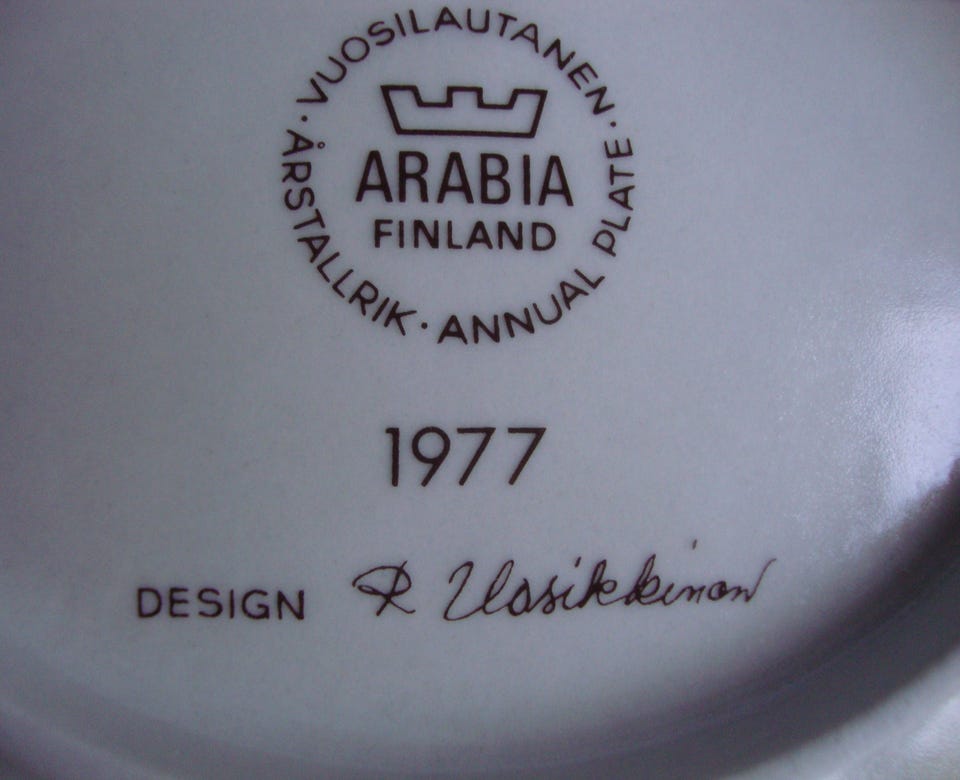 · VUOSILAUTANEN · ANNUAL PLATE · ÅRSTALLRIK
ARABIA
FINLAND
1977
DESIGN R Uosikkinen